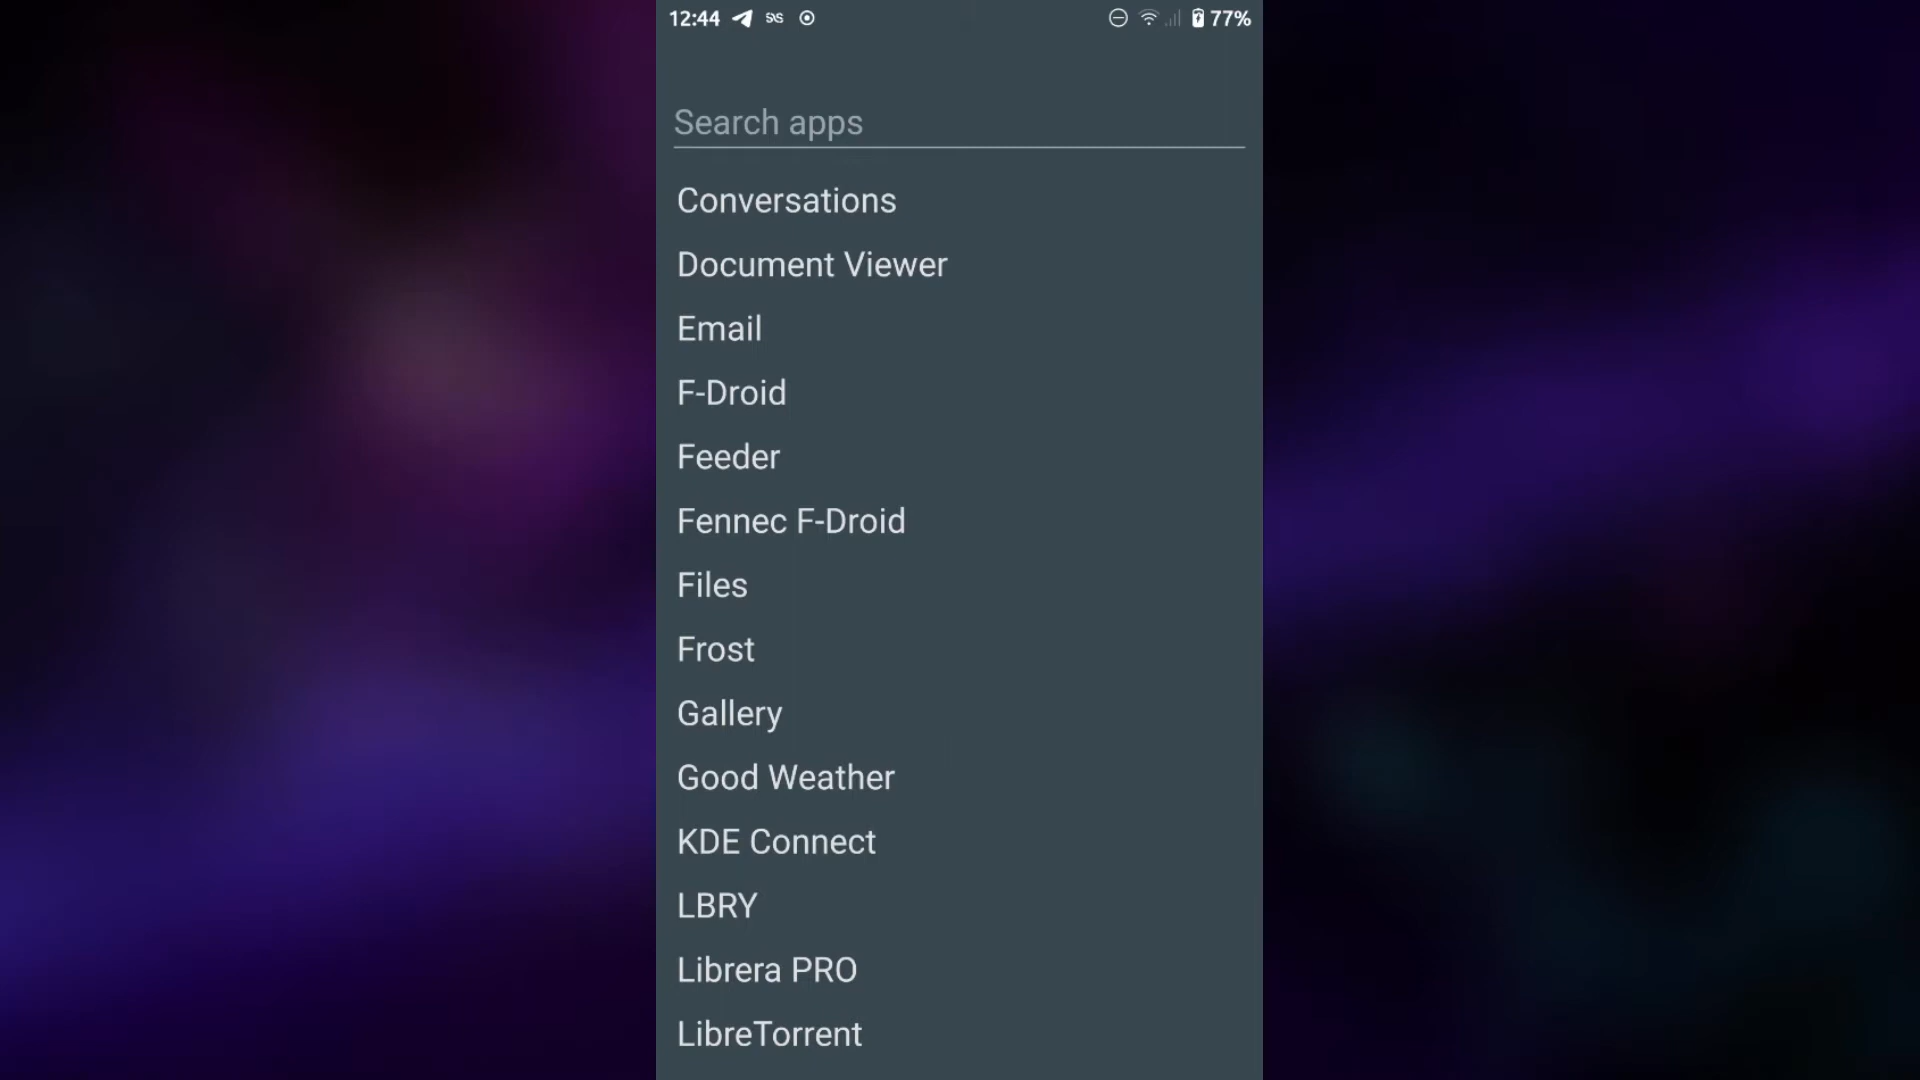 12:44
77%
Search apps
Conversations
Document Viewer
Email
F-Droid
Feeder
Fennec F-Droid
Files
Frost
Gallery
Good Weather
KDE Connect
LBRY
Librera PRO
LibreTorrent